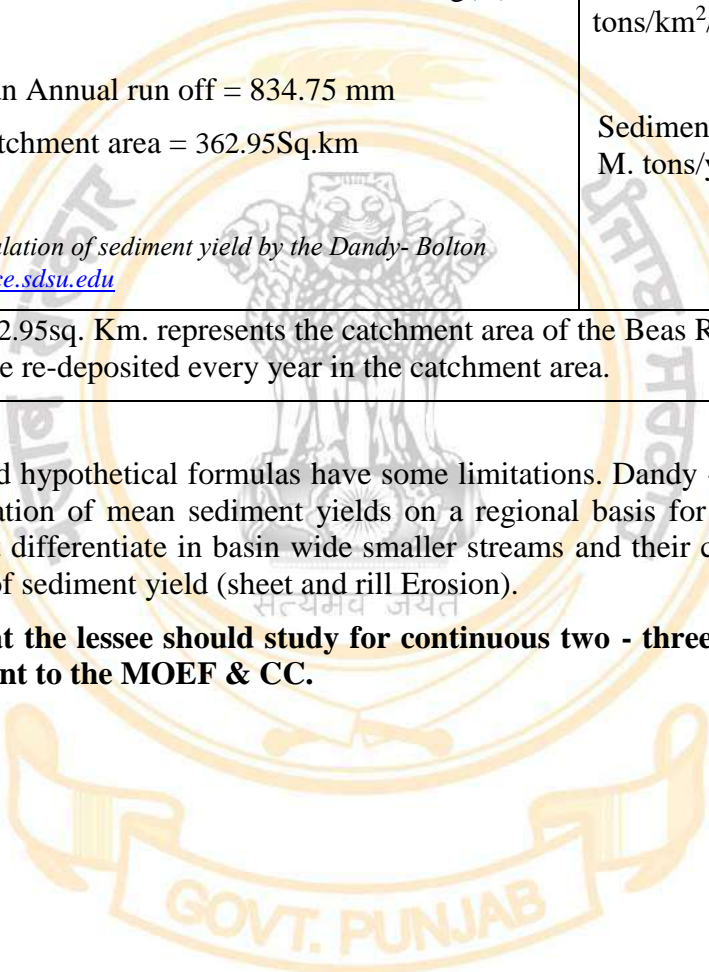 tons/km²/
an Annual run off = 834.75 mm
tchment area = 362.95Sq.km
Sedimen
M. tons/y
ulation of sediment yield by the Dandy- Bolton
ce.sdsu.edu
2.95sq. Km. represents the catchment area of the Beas R
e re-deposited every year in the catchment area.
d hypothetical formulas have some limitations. Dandy -
ation of mean sediment yields on a regional basis for
t differentiate in basin wide smaller streams and their c
of sediment yield (sheet and rill Erosion).
सत्यमेव जयते
at the lessee should study for continuous two - three
nt to the MOEF & CC.
GOVT. PUNJAB